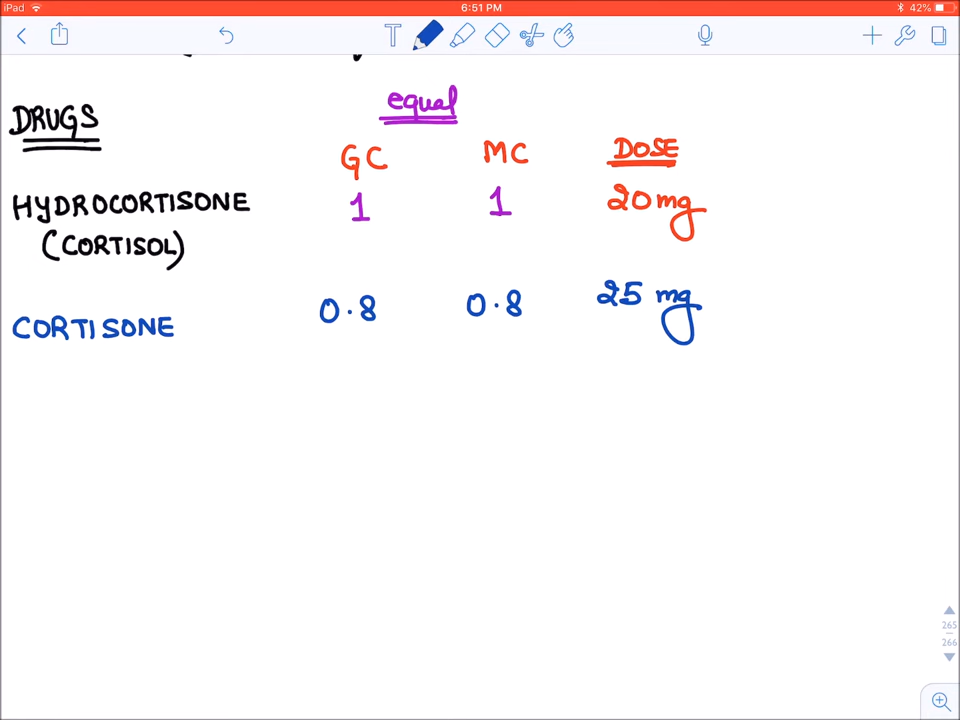 iPad 6:51 PM 42%
T
equal
DRUGS
GC MC DOSE
HYDROCORTISONE 1 1 20mg
(CORTISOL)
CORTISONE 0.8 0.8 25 mg
265
266